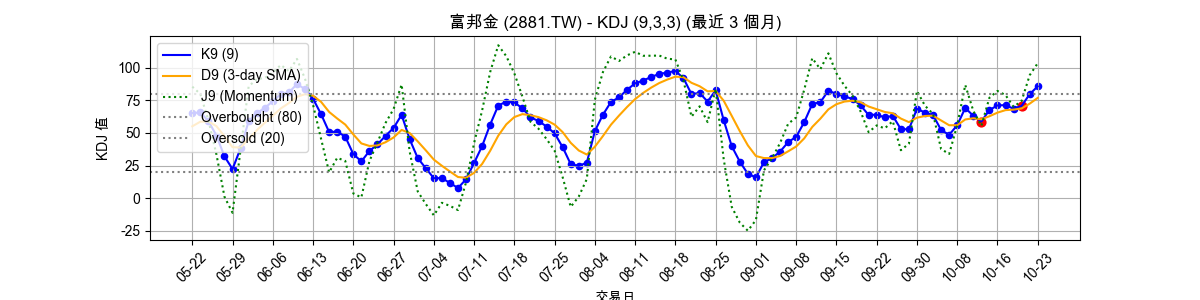 富邦金 (2881.TW) - KDJ (9,3,3) (最近 3 個月)
K9 (9)
D9 (3-day SMA)
J9 (Momentum)
Overbought (80)
Oversold (20)
KDJ 值
100
75
50
25
0
-25
05-22 05-29 06-06 06-13 06-20 06-27 07-04 07-11 07-18 07-25 08-04 08-11 08-18 08-25 09-01 09-08 09-15 09-22 09-30 10-08 10-16 10-23
交易日